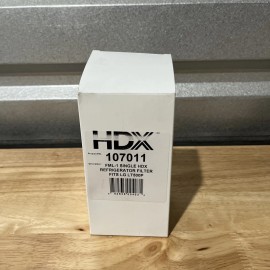 HDX
107011
FML-1 SINGLE HDX
REFRIGERATOR FILTER
FITS LG LT500P